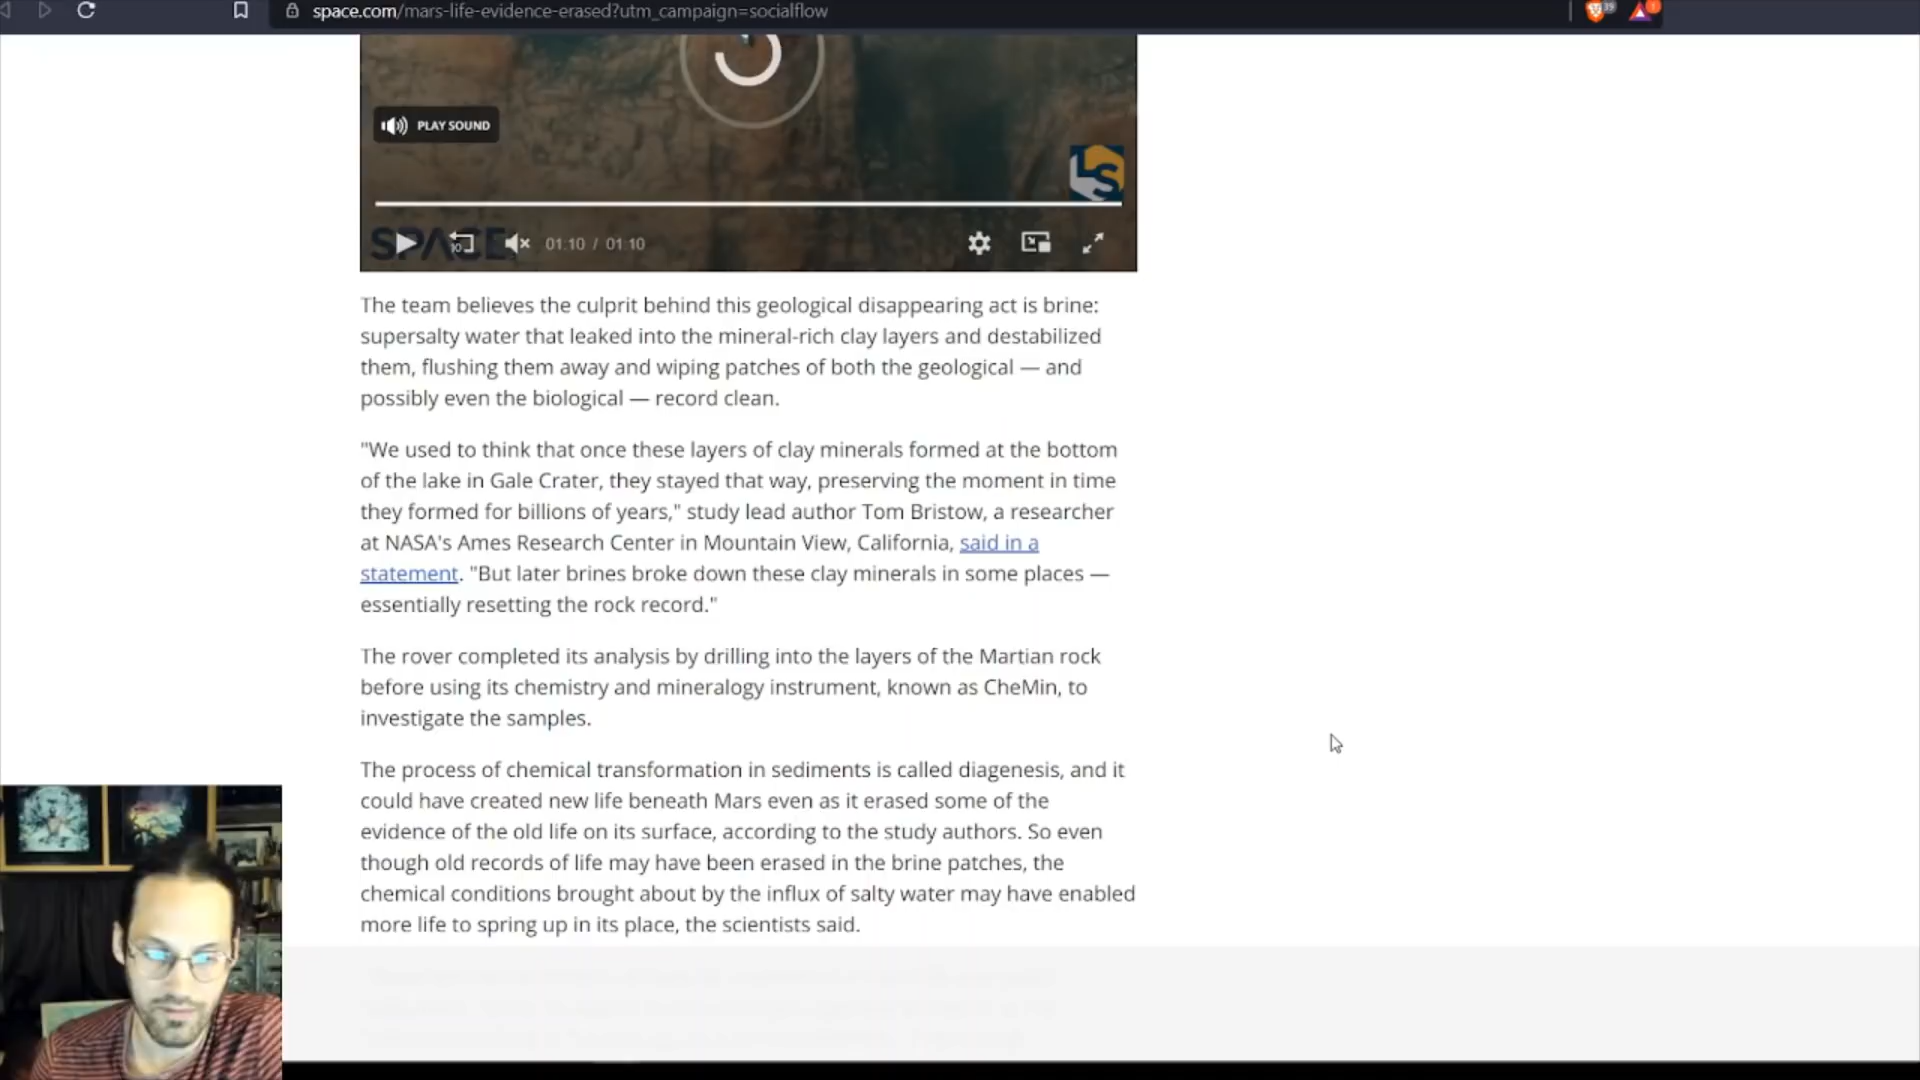 space.com/mars-life-evidence-erased?utm_campaign=socialflow
39
1
PLAY SOUND
LS
SPACE
10
01:10 / 01:10
The team believes the culprit behind this geological disappearing act is brine:
supersalty water that leaked into the mineral-rich clay layers and destabilized
them, flushing them away and wiping patches of both the geological — and
possibly even the biological — record clean.
"We used to think that once these layers of clay minerals formed at the bottom
of the lake in Gale Crater, they stayed that way, preserving the moment in time
they formed for billions of years," study lead author Tom Bristow, a researcher
at NASA's Ames Research Center in Mountain View, California, said in a
statement. "But later brines broke down these clay minerals in some places —
essentially resetting the rock record."
The rover completed its analysis by drilling into the layers of the Martian rock
before using its chemistry and mineralogy instrument, known as CheMin, to
investigate the samples.
The process of chemical transformation in sediments is called diagenesis, and it
could have created new life beneath Mars even as it erased some of the
evidence of the old life on its surface, according to the study authors. So even
though old records of life may have been erased in the brine patches, the
chemical conditions brought about by the influx of salty water may have enabled
more life to spring up in its place, the scientists said.